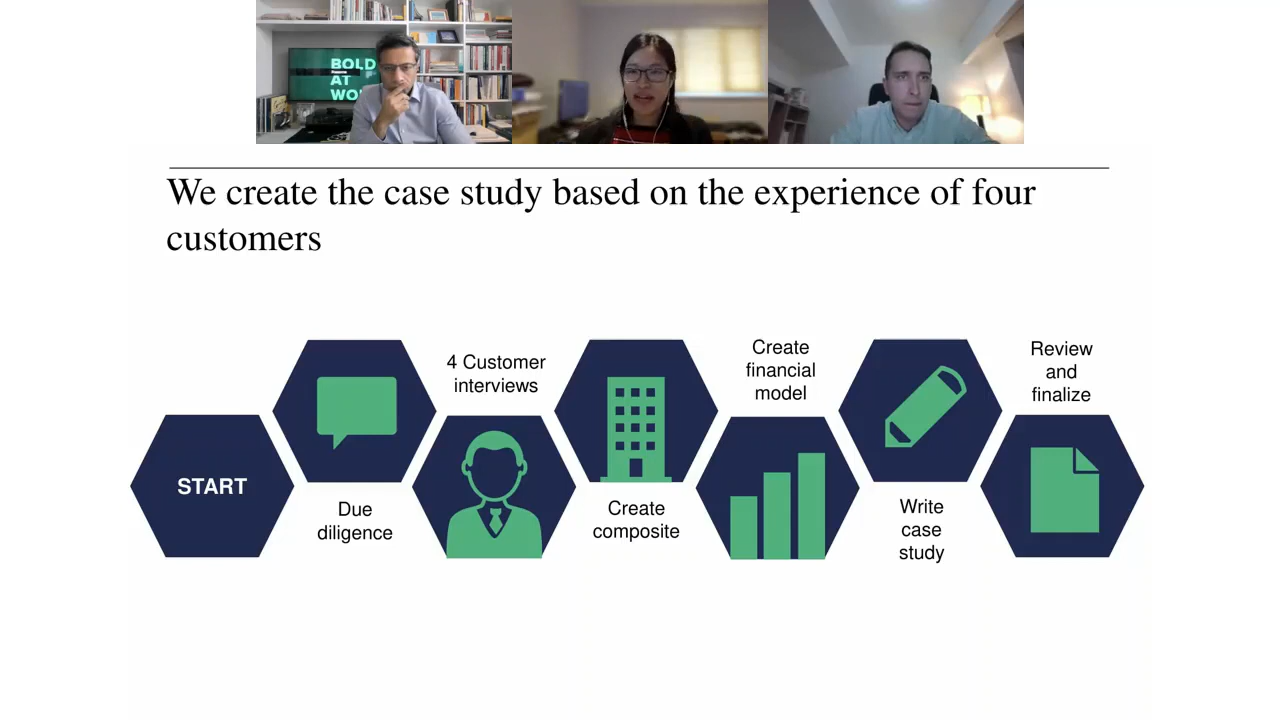 BOLD
AT
WO
We create the case study based on the experience of four
customers
START
Due
diligence
4 Customer
interviews
Create
composite
Create
financial
model
Write
case
study
Review
and
finalize